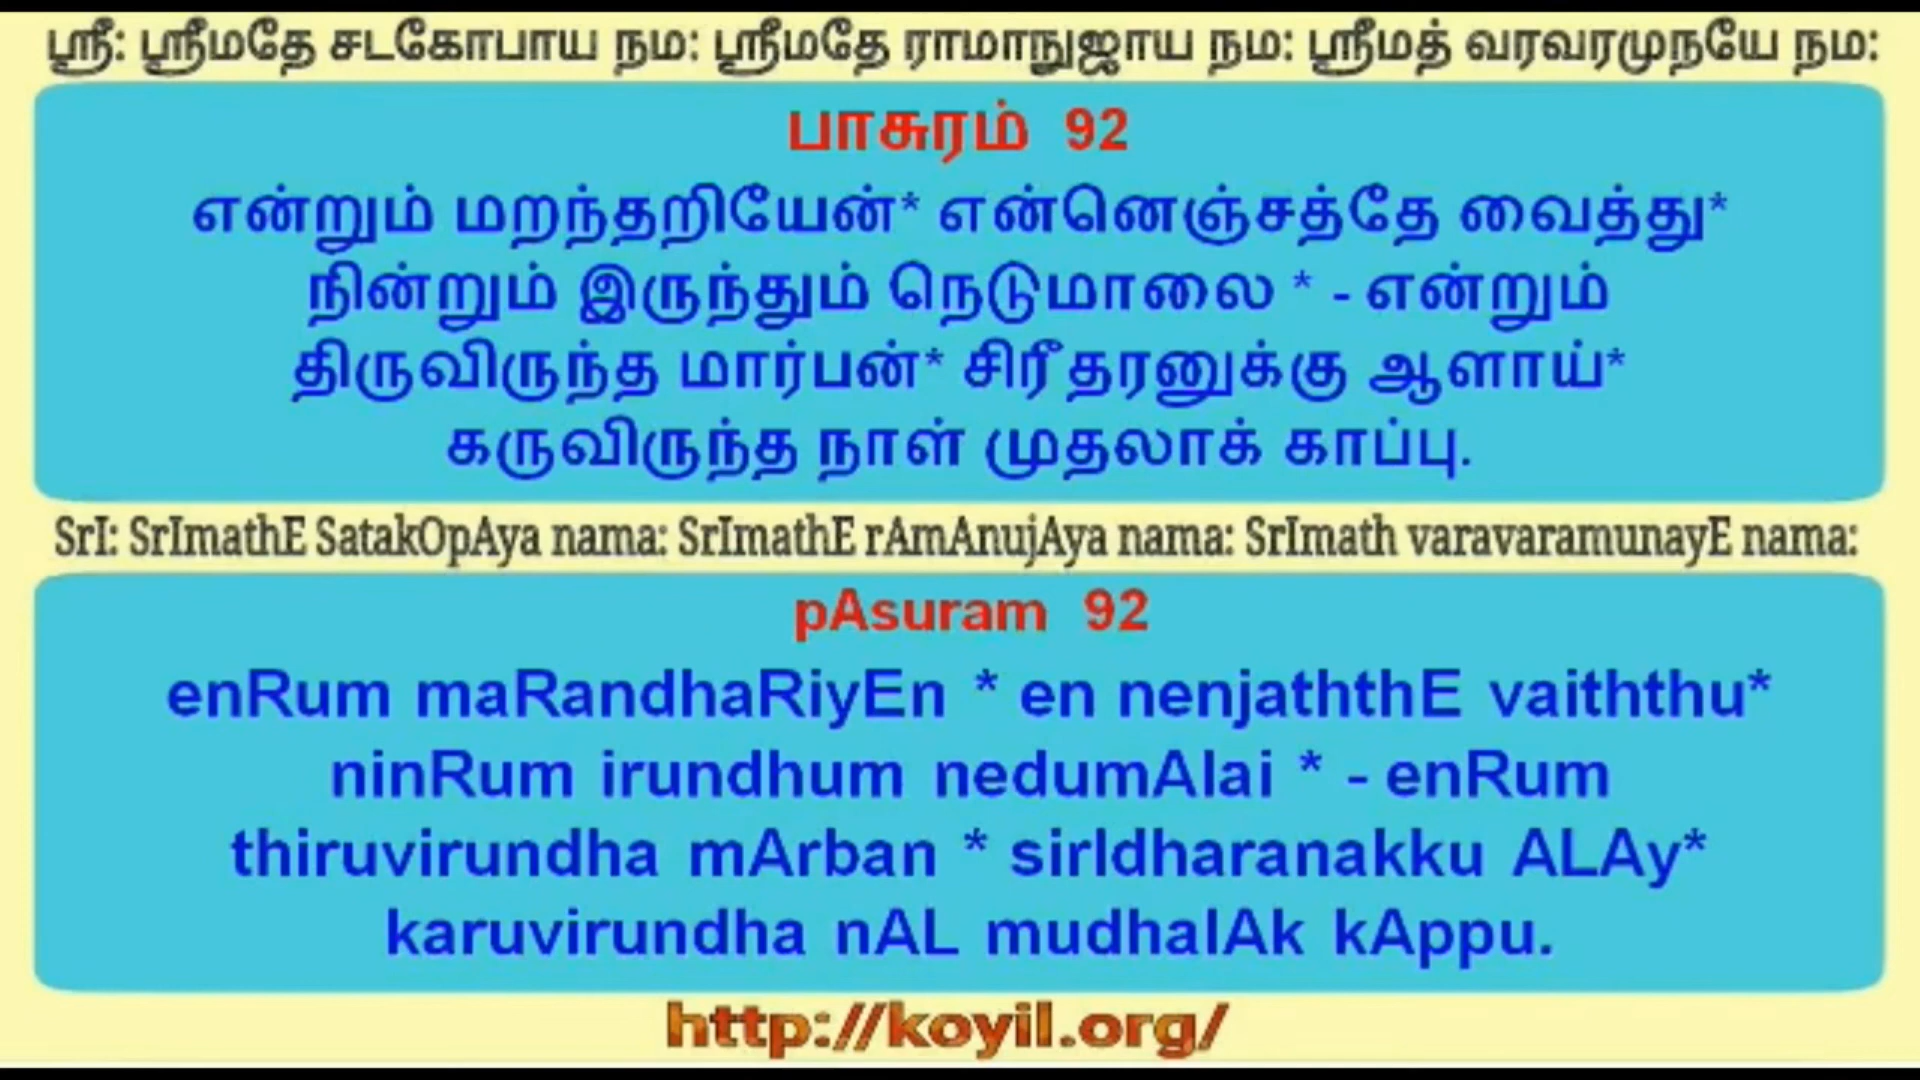 ஸ்ரீ: ஸ்ரீமதே சடகோபாய நம: ஸ்ரீமதே ராமாநுஜாய நம: ஸ்ரீமத் வரவரமுநயே நம:
பாசுரம் 92
என்றும் மறந்தறியேன்* என்னெஞ்சத்தே வைத்து*
நின்றும் இருந்தும் நெடுமாலை * - என்றும்
திருவிருந்த மார்பன்* சிரீதரனுக்கு ஆளாய்*
கருவிருந்த நாள் முதலாக் காப்பு.
SrI: SrImathE SatakOpAya nama: SrImathE rAmAnujAya nama: SrImath varavaramunayE nama:
pAsuram 92
enRum maRandhaRiyEn * en nenjaththE vaiththu*
ninRum irundhum nedumAlai * - enRum
thiruvirundha mArban * sirIdharanakku ALAy*
karuvirundha nAL mudhalAk kAppu.
http://koyil.org/